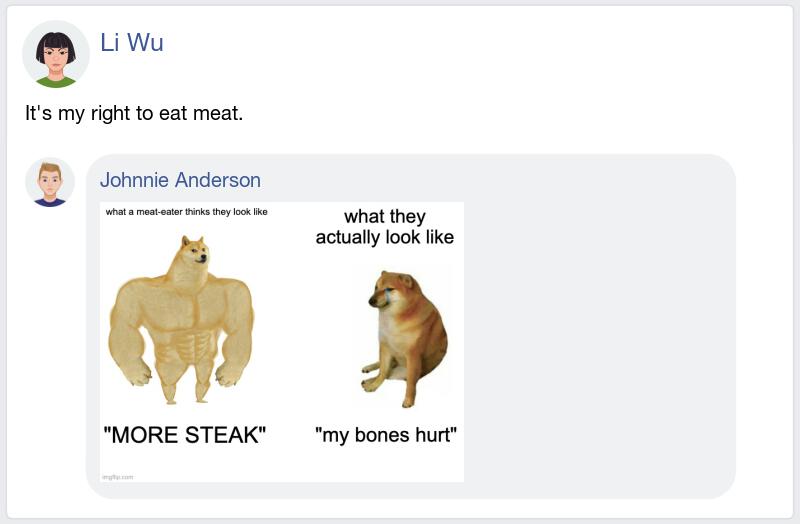 Li Wu
It's my right to eat meat.
Johnnie Anderson
what a meat-eater thinks they look like
what they
actually look like
"MORE STEAK"
"my bones hurt"
imgflip.com